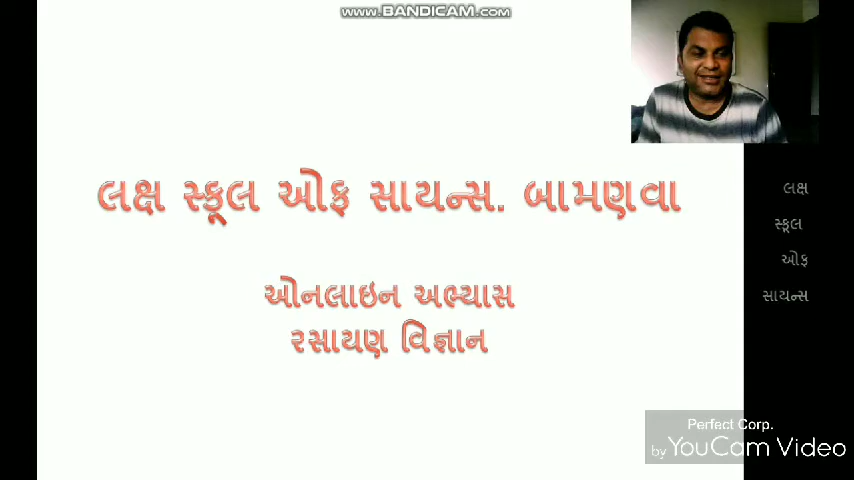 www.BANDICAM.com
લક્ષ સ્કૂલ ઓફ સાયન્સ. બામણવા
ઓનલાઇન અભ્યાસ
રસાયણ વિજ્ઞાન
લક્ષ
સ્કૂલ
ઓફ
સાયન્સ
Perfect Corp.
by YouCam Video